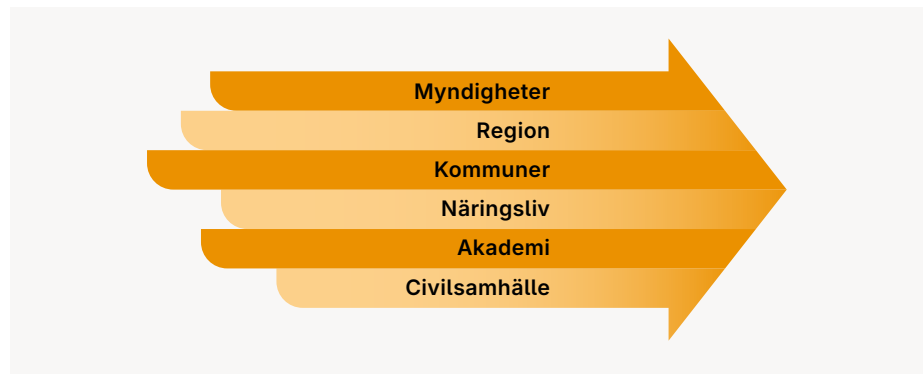 Myndigheter
Region
Kommuner
Näringsliv
Akademi
Civilsamhälle